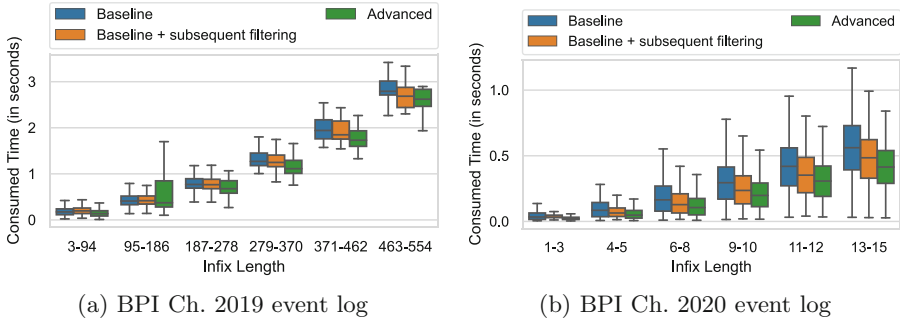 Baseline
Advanced
Baseline + subsequent filtering
Consumed Time (in seconds)
3
2
1
0
3-94 95-186 187-278 279-370 371-462 463-554
Infix Length
(a) BPI Ch. 2019 event log
Baseline
Advanced
Baseline + subsequent filtering
Consumed Time (in seconds)
1.0
0.5
0.0
1-3 4-5 6-8 9-10 11-12 13-15
Infix Length
(b) BPI Ch. 2020 event log